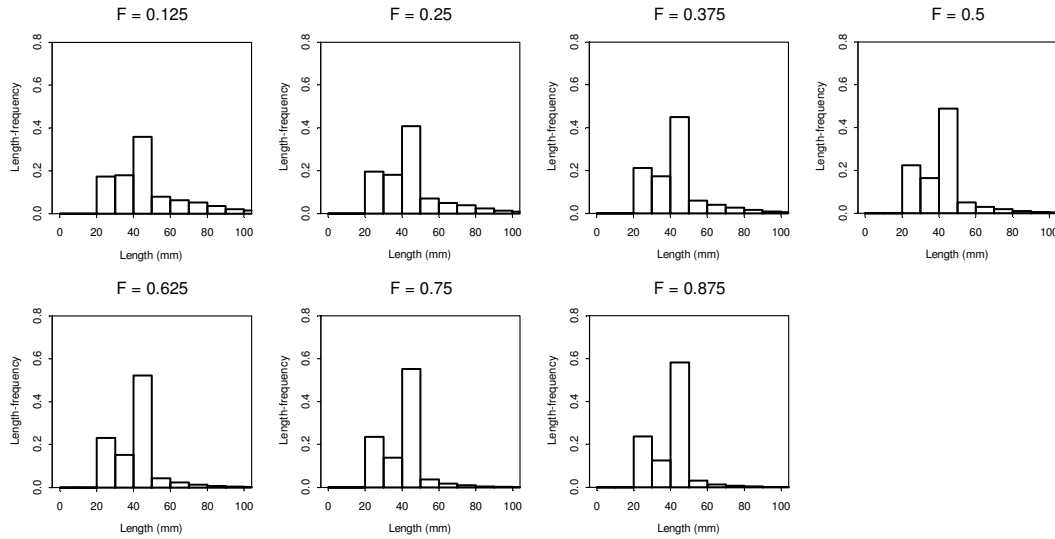 F = 0.125
F = 0.25
F = 0.375
F = 0.5
Length-frequency
0.0 0.2 0.4 0.6 0.8
0 20 40 60 80 100
Length (mm)
Length-frequency
0.0 0.2 0.4 0.6 0.8
0 20 40 60 80 100
Length (mm)
Length-frequency
0.0 0.2 0.4 0.6 0.8
0 20 40 60 80 100
Length (mm)
Length-frequency
0.0 0.2 0.4 0.6 0.8
0 20 40 60 80 100
Length (mm)
F = 0.625
F = 0.75
F = 0.875
Length-frequency
0.0 0.2 0.4 0.6 0.8
0 20 40 60 80 100
Length (mm)
Length-frequency
0.0 0.2 0.4 0.6 0.8
0 20 40 60 80 100
Length (mm)
Length-frequency
0.0 0.2 0.4 0.6 0.8
0 20 40 60 80 100
Length (mm)